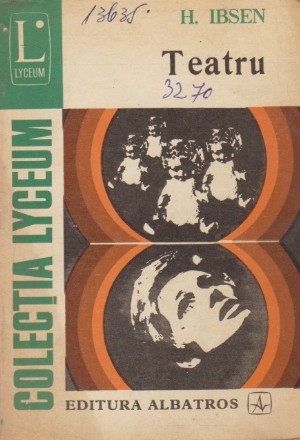 13635.
H. IBSEN
L
LYCEUM
Teatru
3270
COLECȚIA LYCEUM
EDITURA ALBATROS